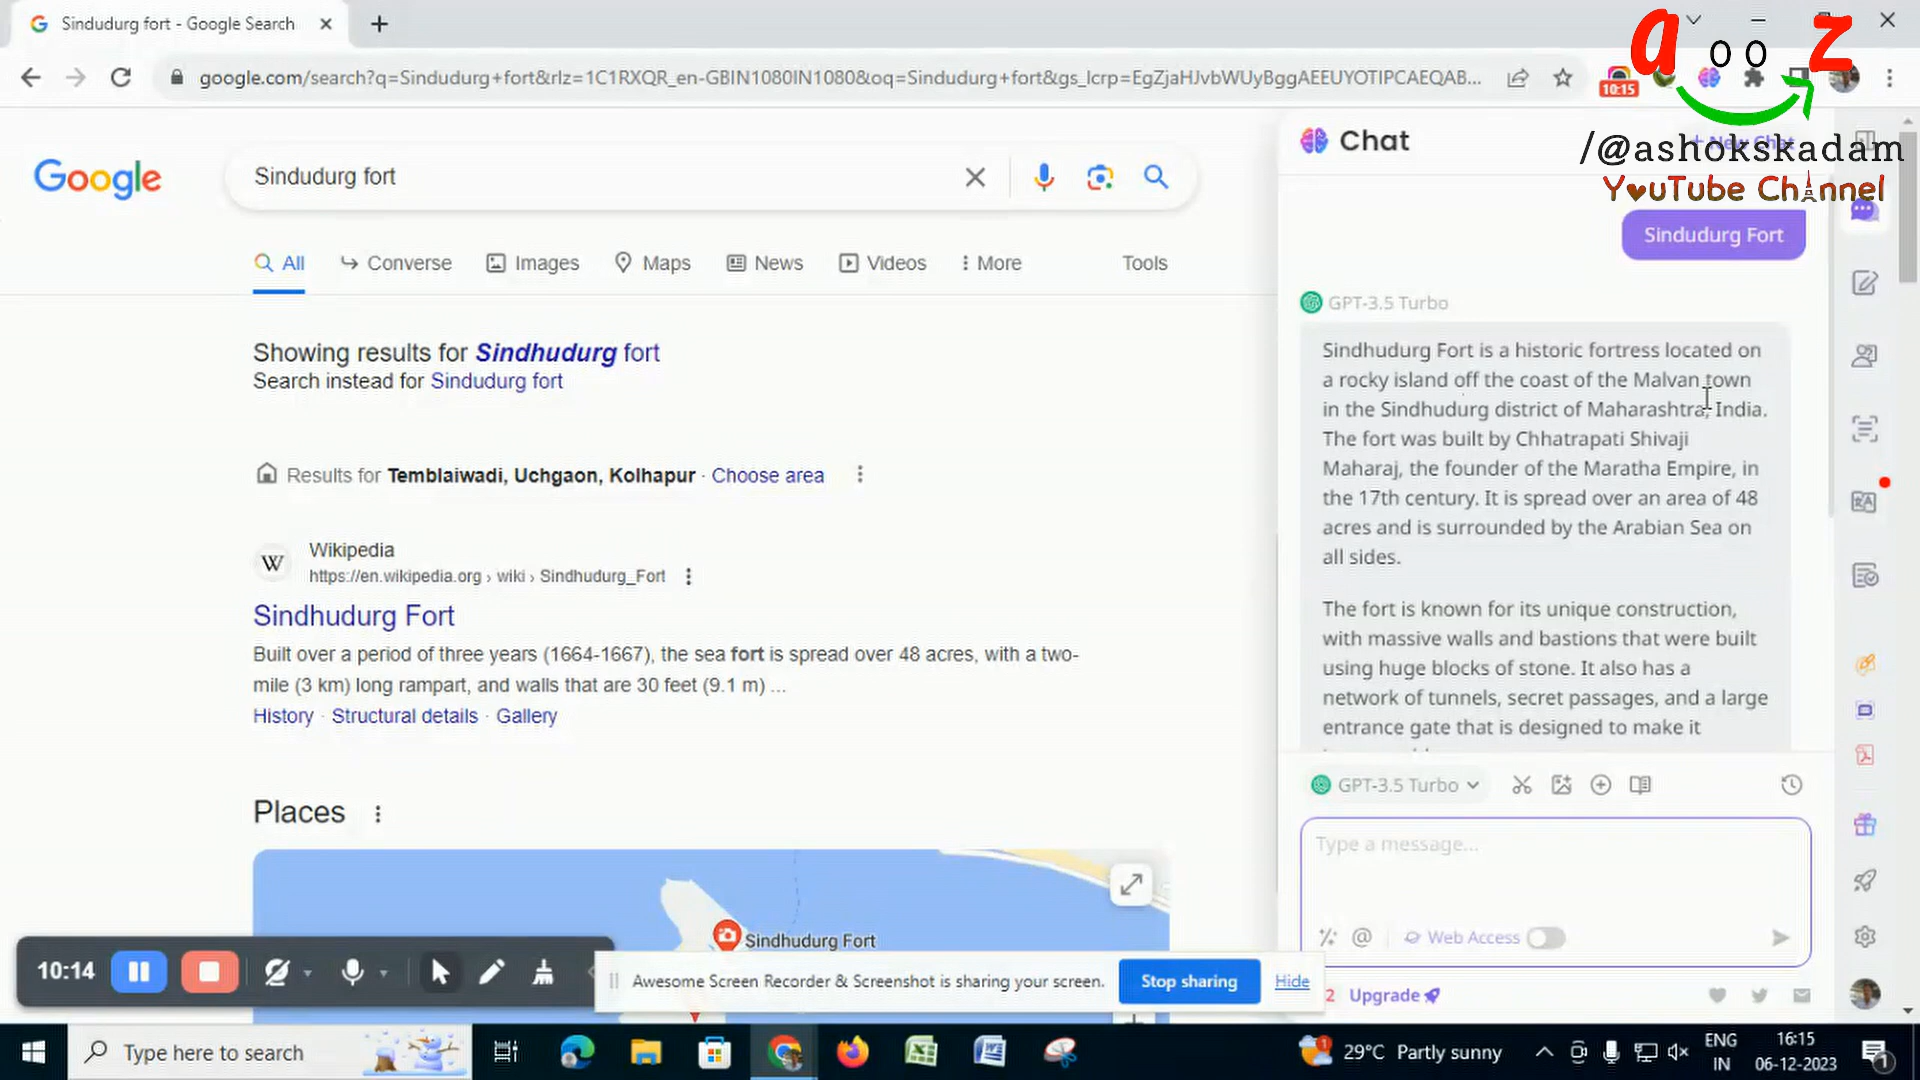 Sindudurg fort - Google Search
google.com/search?q=Sindudurg+fort&rlz=1C1RXQR_en-GBIN1080IN1080&oq=Sindudurg+fort&gs_lcrp=EgZjaHJvbWUyBggAEEUYOTIPCAEQAB...
10:15
a oo z
/@ashokskadam
YouTube Channel
Google
Sindudurg fort
All
Converse
Images
Maps
News
Videos
More
Tools
Showing results for Sindhudurg fort
Search instead for Sindudurg fort
Results for Temblaiwadi, Uchgaon, Kolhapur · Choose area
W
Wikipedia
https://en.wikipedia.org › wiki › Sindhudurg_Fort
Sindhudurg Fort
Built over a period of three years (1664-1667), the sea fort is spread over 48 acres, with a two-
mile (3 km) long rampart, and walls that are 30 feet (9.1 m) ...
History · Structural details · Gallery
Places
Sindhudurg Fort
Chat
+ New Chat
Sindudurg Fort
GPT-3.5 Turbo
Sindhudurg Fort is a historic fortress located on
a rocky island off the coast of the Malvan town
in the Sindhudurg district of Maharashtra, India.
The fort was built by Chhatrapati Shivaji
Maharaj, the founder of the Maratha Empire, in
the 17th century. It is spread over an area of 48
acres and is surrounded by the Arabian Sea on
all sides.
The fort is known for its unique construction,
with massive walls and bastions that were built
using huge blocks of stone. It also has a
network of tunnels, secret passages, and a large
entrance gate that is designed to make it
GPT-3.5 Turbo
Type a message...
Web Access
2 Upgrade
10:14
Awesome Screen Recorder & Screenshot is sharing your screen.
Stop sharing
Hide
Type here to search
1
29°C Partly sunny
ENG
IN
16:15
06-12-2023
1